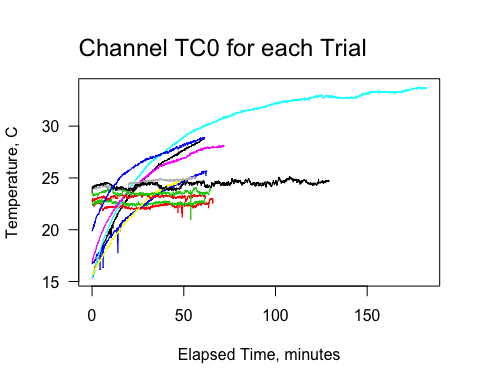 Channel TC0 for each Trial
Temperature, C
30
25
20
15
0
50
100
150
Elapsed Time, minutes